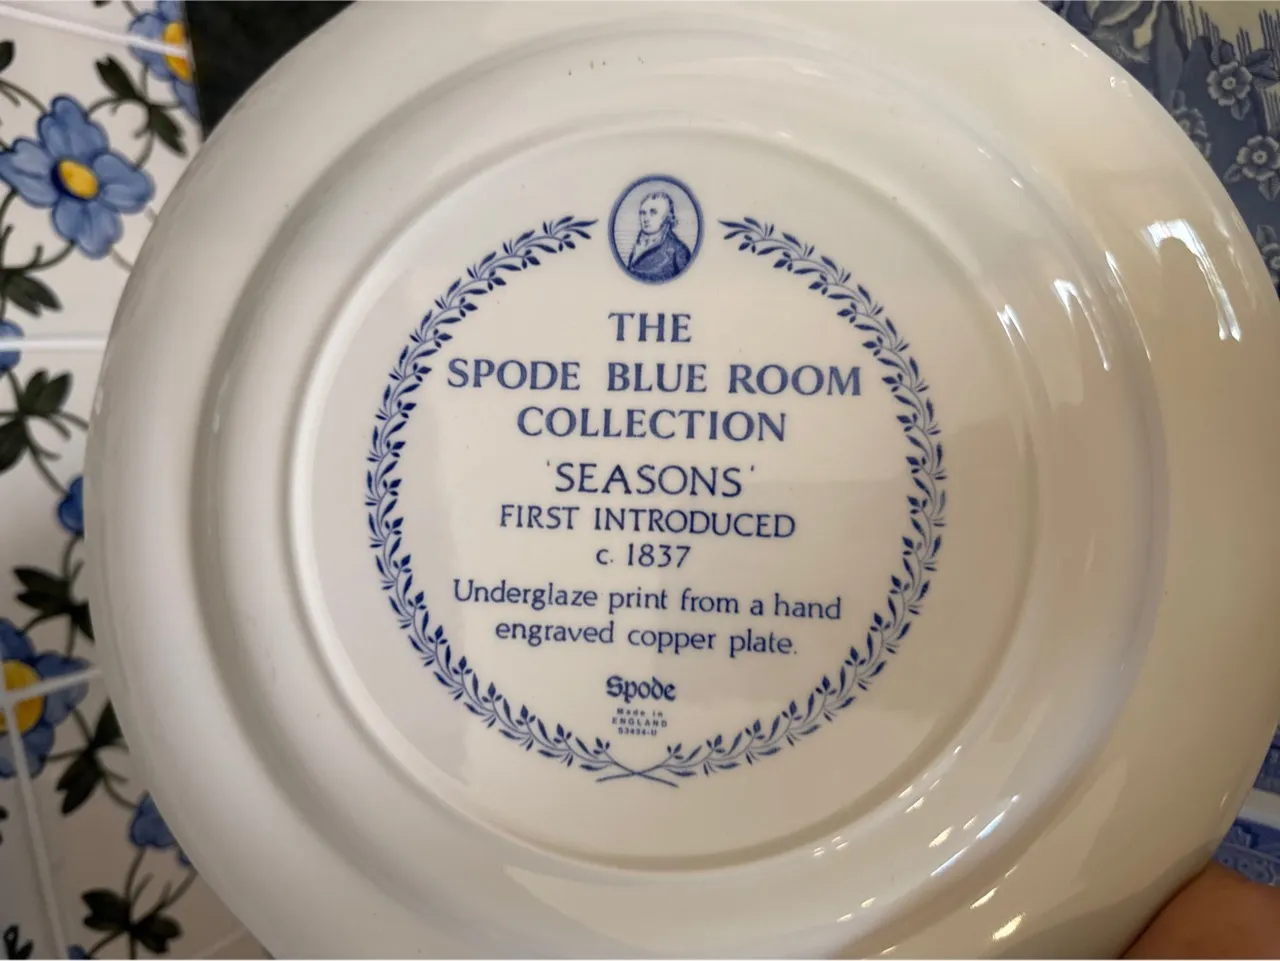 THE
SPODE BLUE ROOM
COLLECTION
'SEASONS'
FIRST INTRODUCED
c. 1837
Underglaze print from a hand
engraved copper plate.
Spode
Made in
ENGLAND
S3434-U